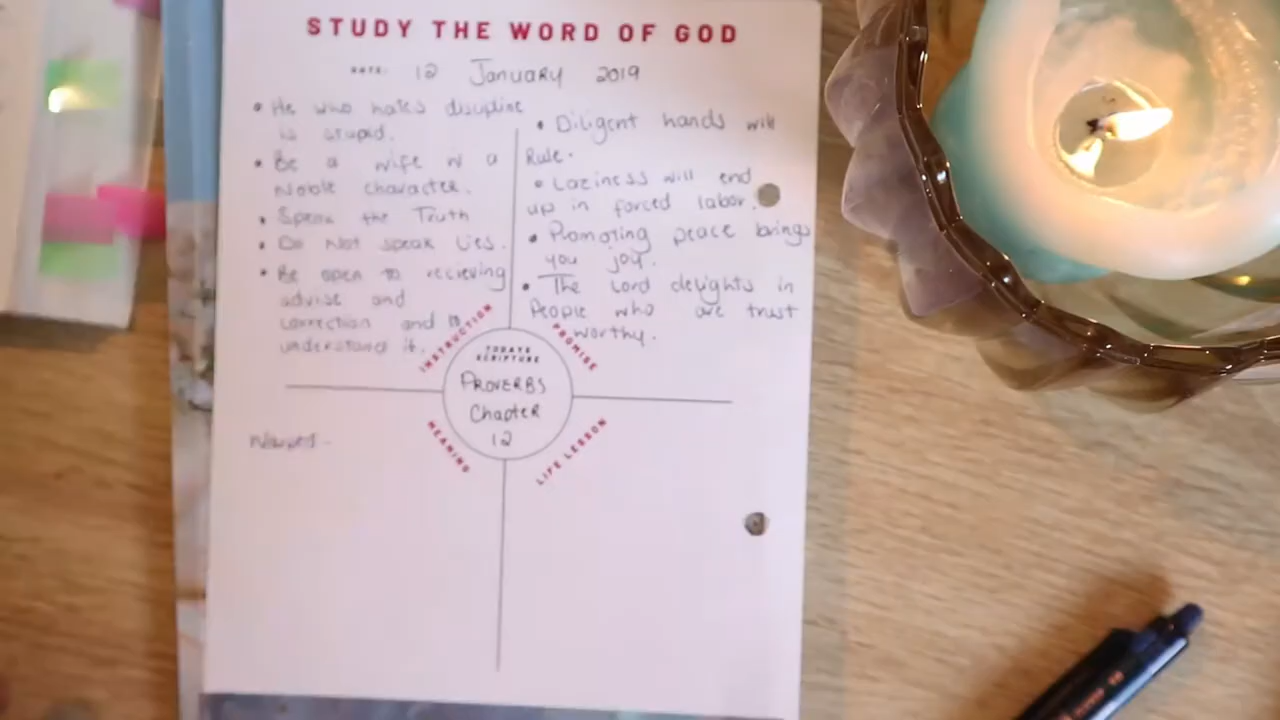 STUDY THE WORD OF GOD
DATE: 12 January 2019
• He who hates discipline
is stupid.
• Be a wife in a
Noble character.
• Speak the Truth
• Do Not speak Lies.
• Be open to recieving
advise and
correction and to
understand it.
• Diligent hands will
Rule.
• Laziness will end
up in forced labor.
• Promoting peace brings
you joy.
• The Lord delights in
People who are trust
worthy.
INSTRUCTION
PROMISE
TODAYS
SCRIPTURE
PROVERBS
Chapter
12
MEANING
LIFE LESSON